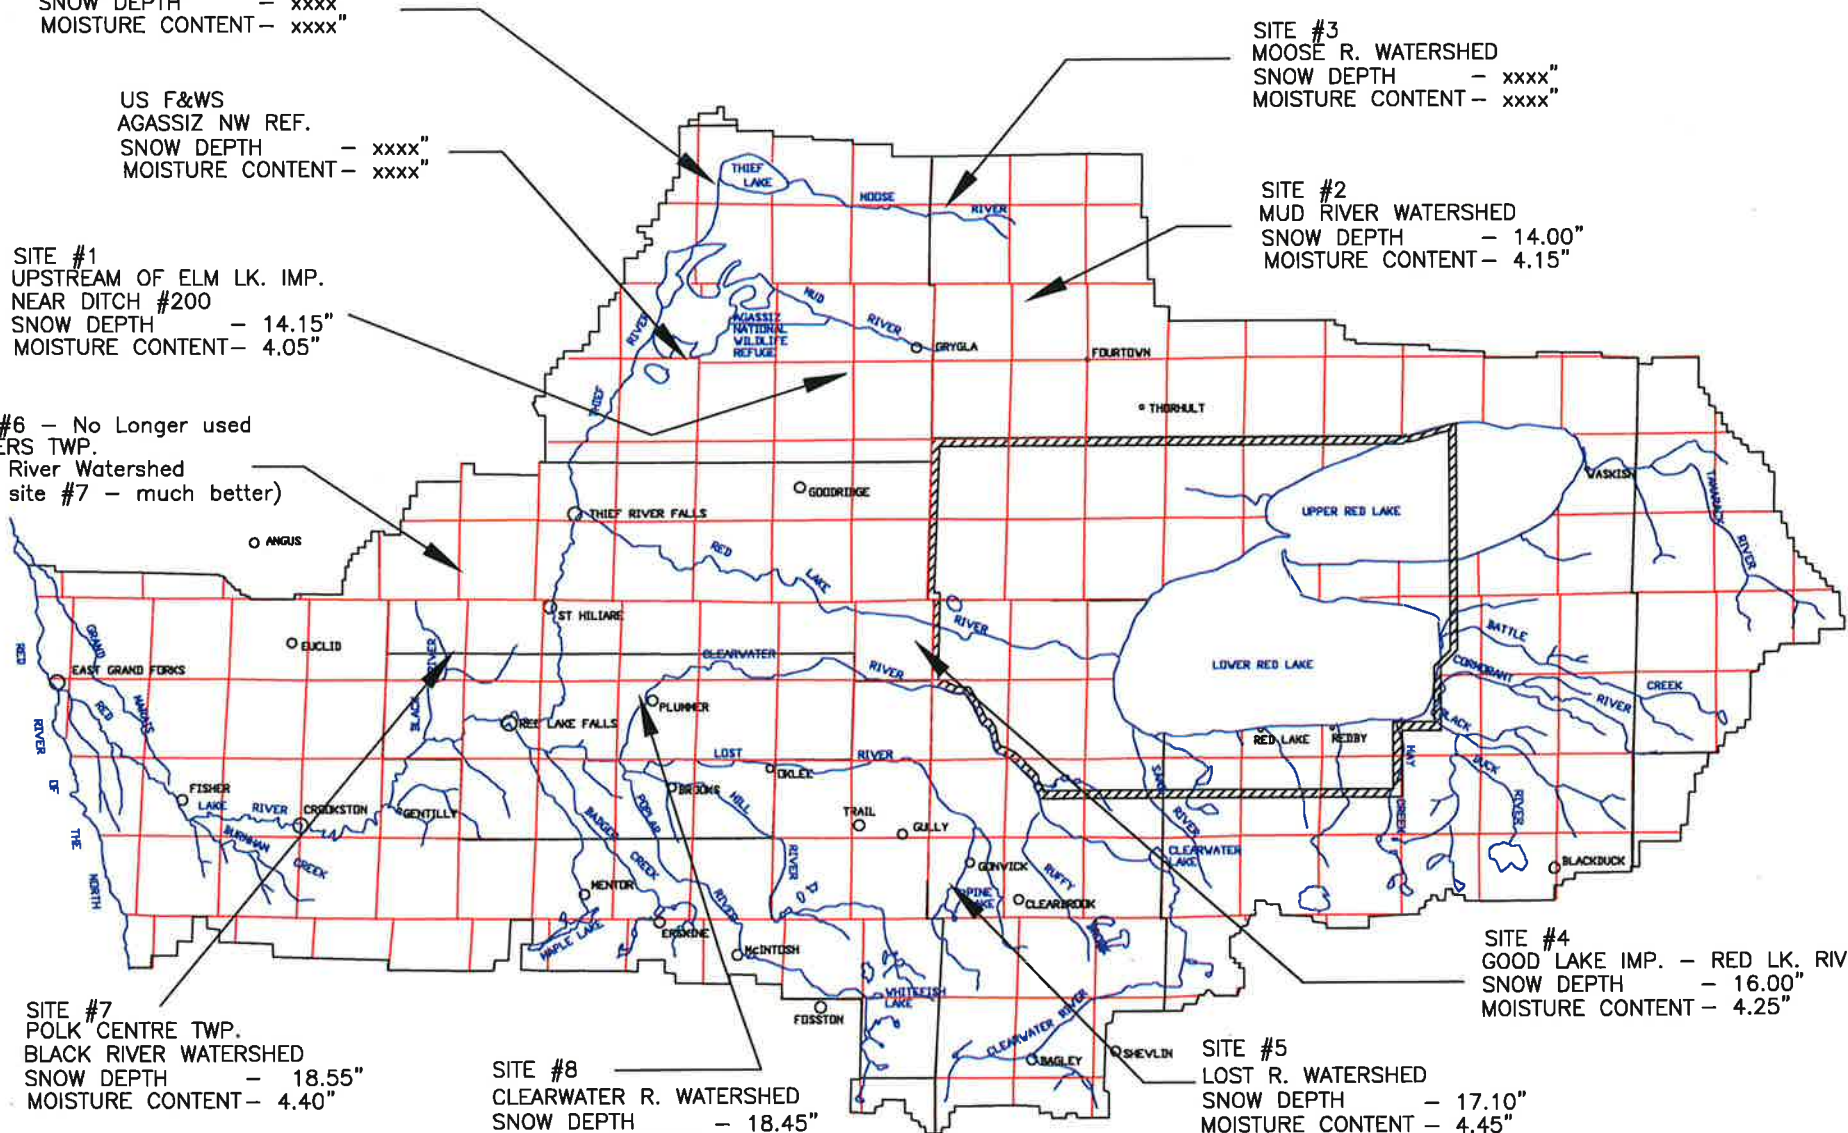 SNOW DEPTH - xxxx"
MOISTURE CONTENT - xxxx"
US F&WS
AGASSIZ NW REF.
SNOW DEPTH - xxxx"
MOISTURE CONTENT - xxxx"
SITE #3
MOOSE R. WATERSHED
SNOW DEPTH - xxxx"
MOISTURE CONTENT - xxxx"
SITE #2
MUD RIVER WATERSHED
SNOW DEPTH - 14.00"
MOISTURE CONTENT - 4.15"
SITE #1
UPSTREAM OF ELM LK. IMP.
NEAR DITCH #200
SNOW DEPTH - 14.15"
MOISTURE CONTENT - 4.05"
#6 - No Longer used
ERS TWP.
River Watershed
site #7 - much better)
THIEF
LAKE
MOOSE
RIVER
MUD
RIVER
AGASSIZ
NATIONAL
WILDLIFE
REFUGE
RIVER
THIEF
GRYGLA
FOURTOWN
THORHULT
GOODRIDGE
THIEF RIVER FALLS
ANGUS
RED
LAKE
RIVER
UPPER RED LAKE
WASKISH
TAMARACK
RIVER
ST HILIARE
EUCLID
EAST GRAND FORKS
GRAND
MARAIS
RED
RED
RIVER
OF
THE
NORTH
BLACK
RIVER
CLEARWATER
RIVER
LOWER RED LAKE
BATTLE
CORMORANT
CREEK
RIVER
BLACK
DUCK
RIVER
HAY
CREEK
RED LAKE
REDBY
PLUMMER
RED LAKE FALLS
LOST
RIVER
OKLEE
BROOKS
HILL
RIVER
POPLAR
RIVER
BADGER
CREEK
FISHER
LAKE
RIVER
CROOKSTON
GENTILLY
BURNHAM
CREEK
TRAIL
GULLY
GONVICK
PINE
LAKE
CLEARBROOK
RUFFY
BROOK
CLEARWATER
LAKE
RIVER
BLACKDUCK
MENTOR
MAPLE LAKE
ERSKINE
McINTOSH
WHITEFISH
LAKE
FOSSTON
CLEARWATER RIVER
BAGLEY
SHEVLIN
SITE #4
GOOD LAKE IMP. - RED LK. RIV
SNOW DEPTH - 16.00"
MOISTURE CONTENT - 4.25"
SITE #7
POLK CENTRE TWP.
BLACK RIVER WATERSHED
SNOW DEPTH - 18.55"
MOISTURE CONTENT - 4.40"
SITE #8
CLEARWATER R. WATERSHED
SNOW DEPTH - 18.45"
SITE #5
LOST R. WATERSHED
SNOW DEPTH - 17.10"
MOISTURE CONTENT - 4.45"